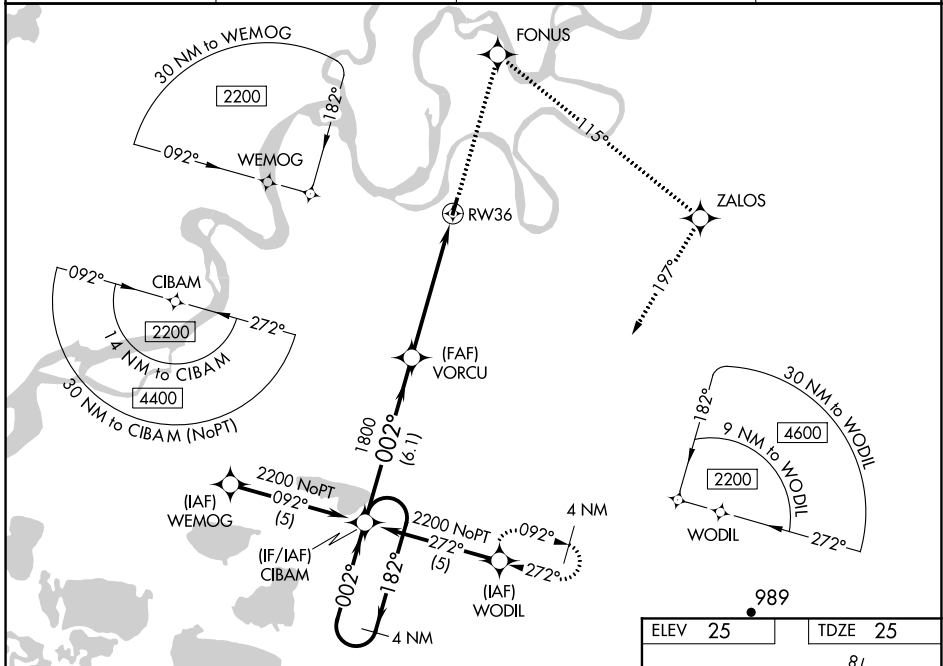 FONUS
30 NM to WEMOG
2200
182°
092°
WEMOG
115°
RW36
ZALOS
197°
092°
CIBAM
272°
2200
14 NM to CIBAM
4400
30 NM to CIBAM (NoPT)
(FAF)
VORCU
1800
002°
(6.1)
182°
30 NM to WODIL
4600
9 NM to WODIL
2200
WODIL
272°
(IAF)
WEMOG
2200 NoPT
092°
(5)
2200 NoPT
272°
(5)
092°
4 NM
272°
(IF/IAF)
CIBAM
(IAF)
WODIL
002°
182°
4 NM
989
ELEV 25
TDZE 25